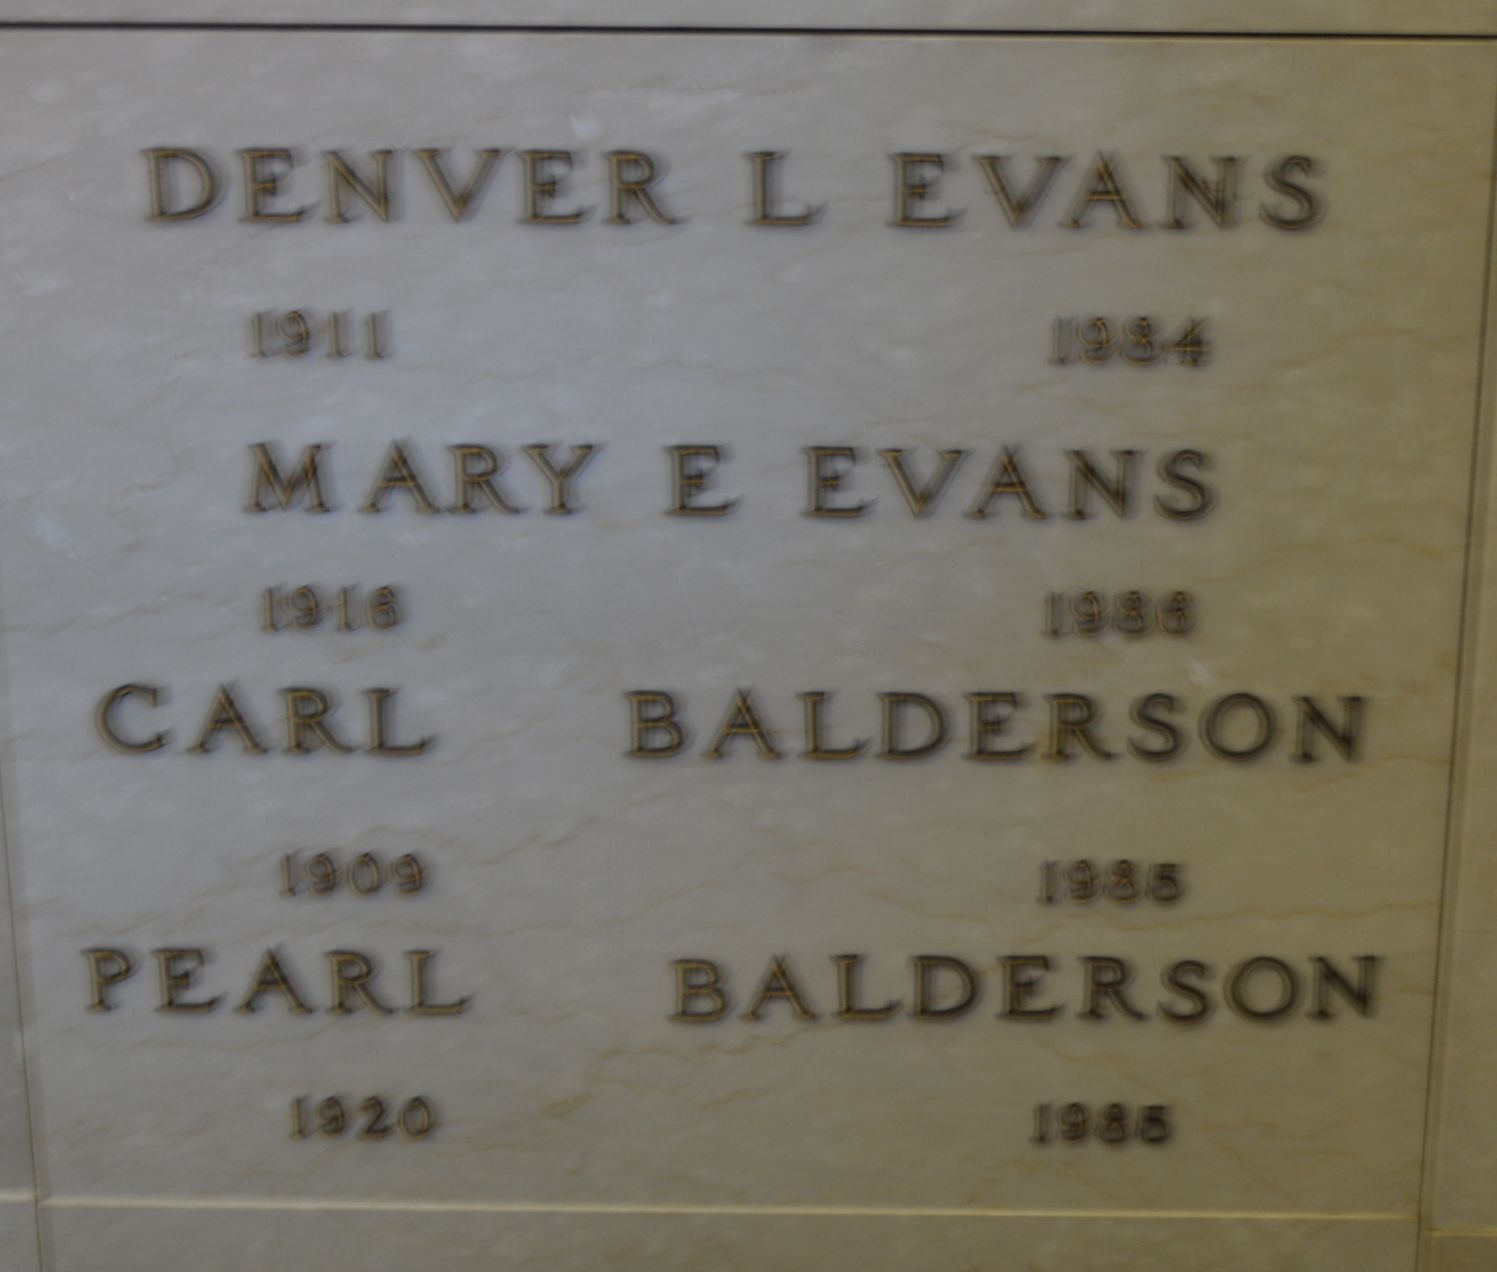 DENVER L EVANS
1911 1984
MARY E EVANS
1916 1986
CARL BALDERSON
1909 1985
PEARL BALDERSON
1920 1985